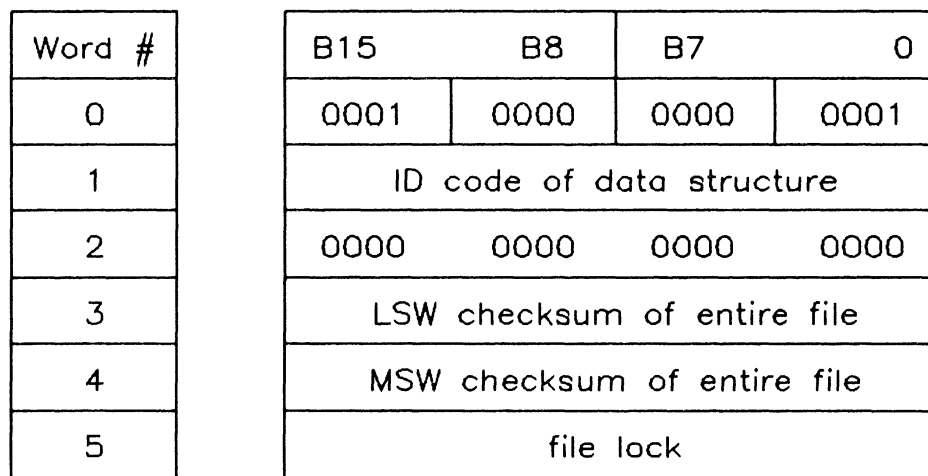 Word # B15 B8 B7 0
0 0001 0000 0000 0001
1 ID code of data structure
2 0000 0000 0000 0000
3 LSW checksum of entire file
4 MSW checksum of entire file
5 file lock